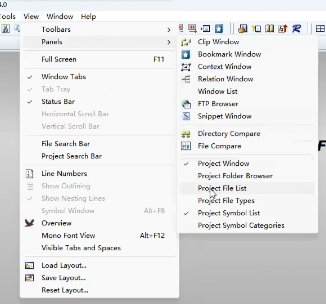 4.0
Tools View Window Help
Toolbars
Panels
Full Screen F11
Window Tabs
Tab Tray
Status Bar
Horizontal Scroll Bar
Vertical Scroll Bar
File Search Bar
Project Search Bar
Line Numbers
Show Outlining
Show Nesting Lines
Symbol Window Alt+F8
Overview
Mono Font View Alt+F12
Visible Tabs and Spaces
Load Layout...
Save Layout...
Reset Layout...
Clip Window
Bookmark Window
Context Window
Relation Window
Window List
FTP Browser
Snippet Window
Directory Compare
File Compare
Project Window
Project Folder Browser
Project File List
Project File Types
Project Symbol List
Project Symbol Categories
F